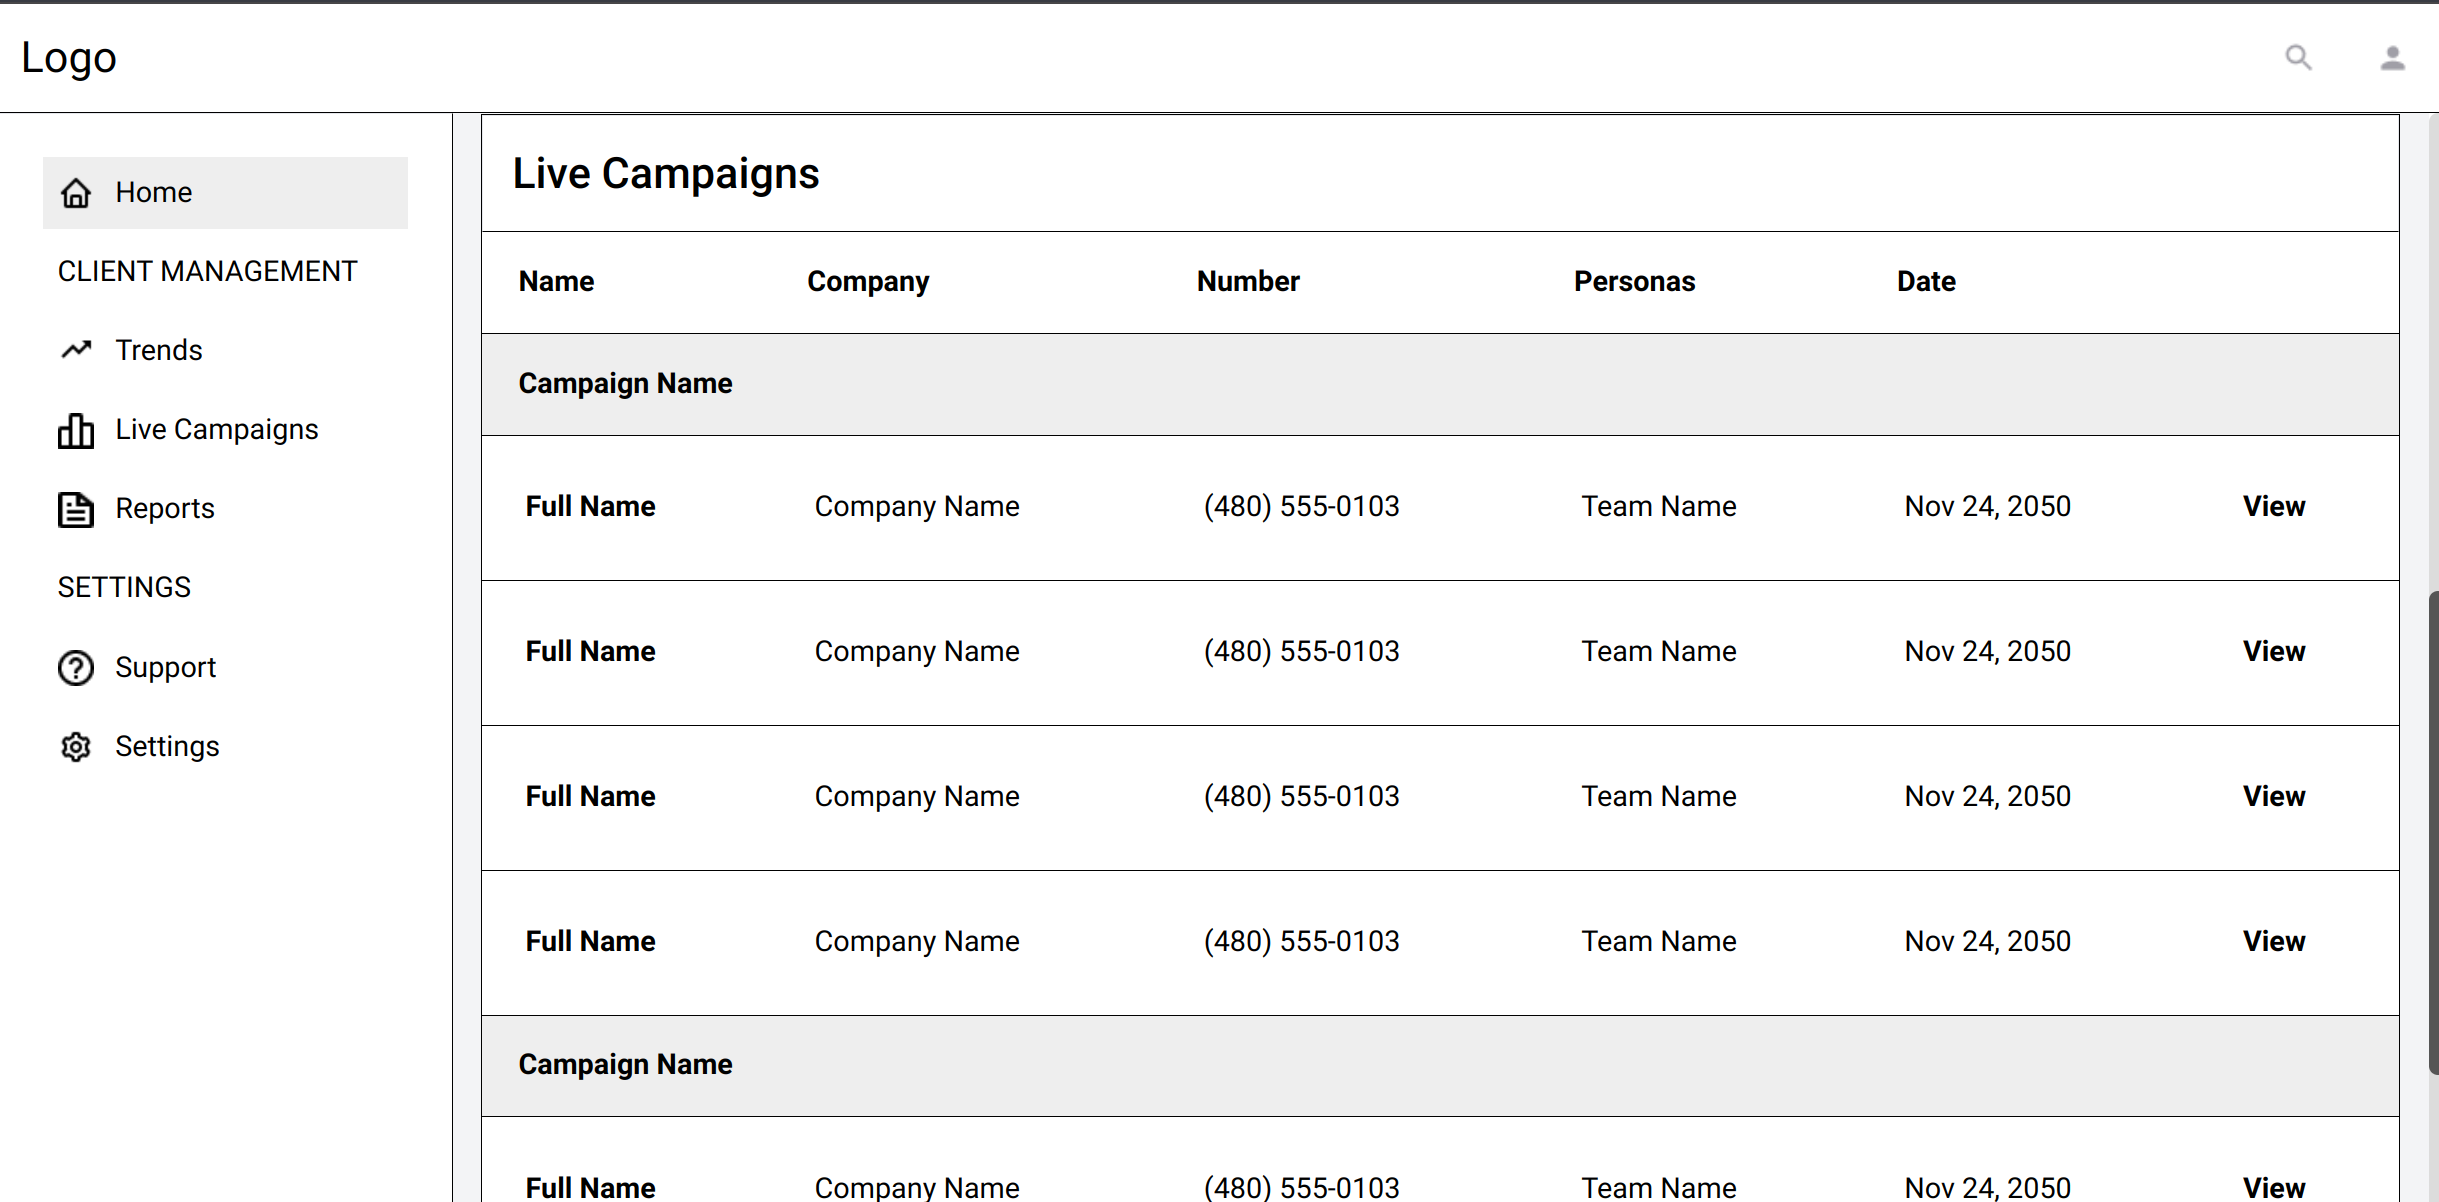 Logo
Home
CLIENT MANAGEMENT
Trends
Live Campaigns
Reports
SETTINGS
Support
Settings
Live Campaigns
Name Company Number Personas Date
Campaign Name
Full Name Company Name (480) 555-0103 Team Name Nov 24, 2050 View
Full Name Company Name (480) 555-0103 Team Name Nov 24, 2050 View
Full Name Company Name (480) 555-0103 Team Name Nov 24, 2050 View
Full Name Company Name (480) 555-0103 Team Name Nov 24, 2050 View
Campaign Name
Full Name Company Name (480) 555-0103 Team Name Nov 24, 2050 View